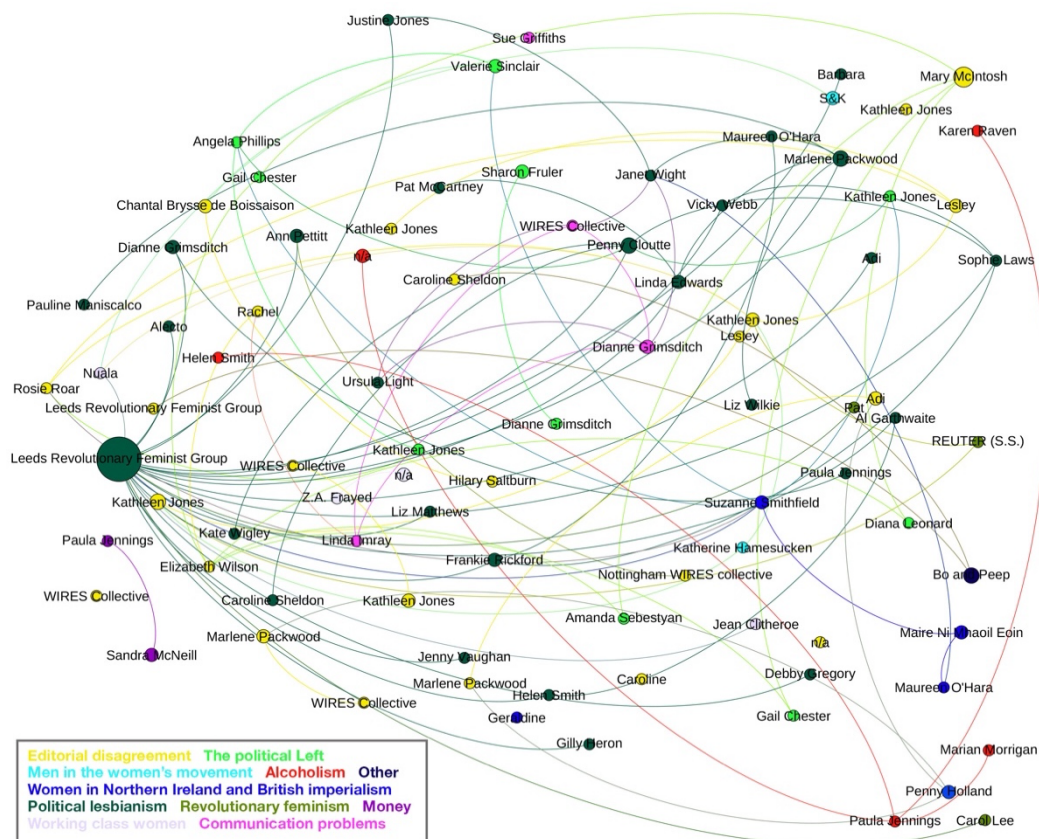 Justine Jones
Sue Griffiths
Valerie Sinclair
Barbara
Mary McIntosh
S&K
Kathleen Jones
Karen Raven
Angela Phillips
Maureen O'Hara
Marlene Packwood
Gail Chester
Sharon Fruler
Janet Wight
Pat McCartney
Kathleen Jones
Chantal Brysse de Boissaison
Vicky Webb
Lesley
WIRES Collective
Kathleen Jones
Ann Pettitt
Dianne Grimsditch
Penny Cloutte
n/a
Adi
Sophie Laws
Caroline Sheldon
Linda Edwards
Pauline Maniscalco
Rachel
Kathleen Jones
Alecto
Lesley
Dianne Grimsditch
Helen Smith
Nuala
Ursula Light
Rosie Roar
Leeds Revolutionary Feminist Group
Liz Wilkie
Adi
Pat
Al Garthwaite
Dianne Grimsditch
REUTER (S.S.)
Kathleen Jones
Leeds Revolutionary Feminist Group
WIRES Collective
n/a
Hilary Saltburn
Paula Jennings
Z.A. Frayed
Kathleen Jones
Suzanne Smithfield
Liz Matthews
Diana Leonard
Kate Wigley
Paula Jennings
Linda Imray
Katherine Hamesucken
Frankie Rickford
Elizabeth Wilson
Nottingham WIRES collective
Bo and Peep
WIRES Collective
Caroline Sheldon
Kathleen Jones
Amanda Sebestyan
Jean Clitheroe
Marlene Packwood
n/a
Maire Ni Mhaoil Eoin
Sandra McNeill
Jenny Vaughan
Debby Gregory
Marlene Packwood
Caroline
Maureen O'Hara
Helen Smith
WIRES Collective
Geraldine
Gail Chester
Gilly Heron
Marian Morrigan
Penny Holland
Paula Jennings
Carol Lee
Editorial disagreement The political Left
Men in the women's movement Alcoholism Other
Women in Northern Ireland and British imperialism
Political lesbianism Revolutionary feminism Money
Working class women Communication problems